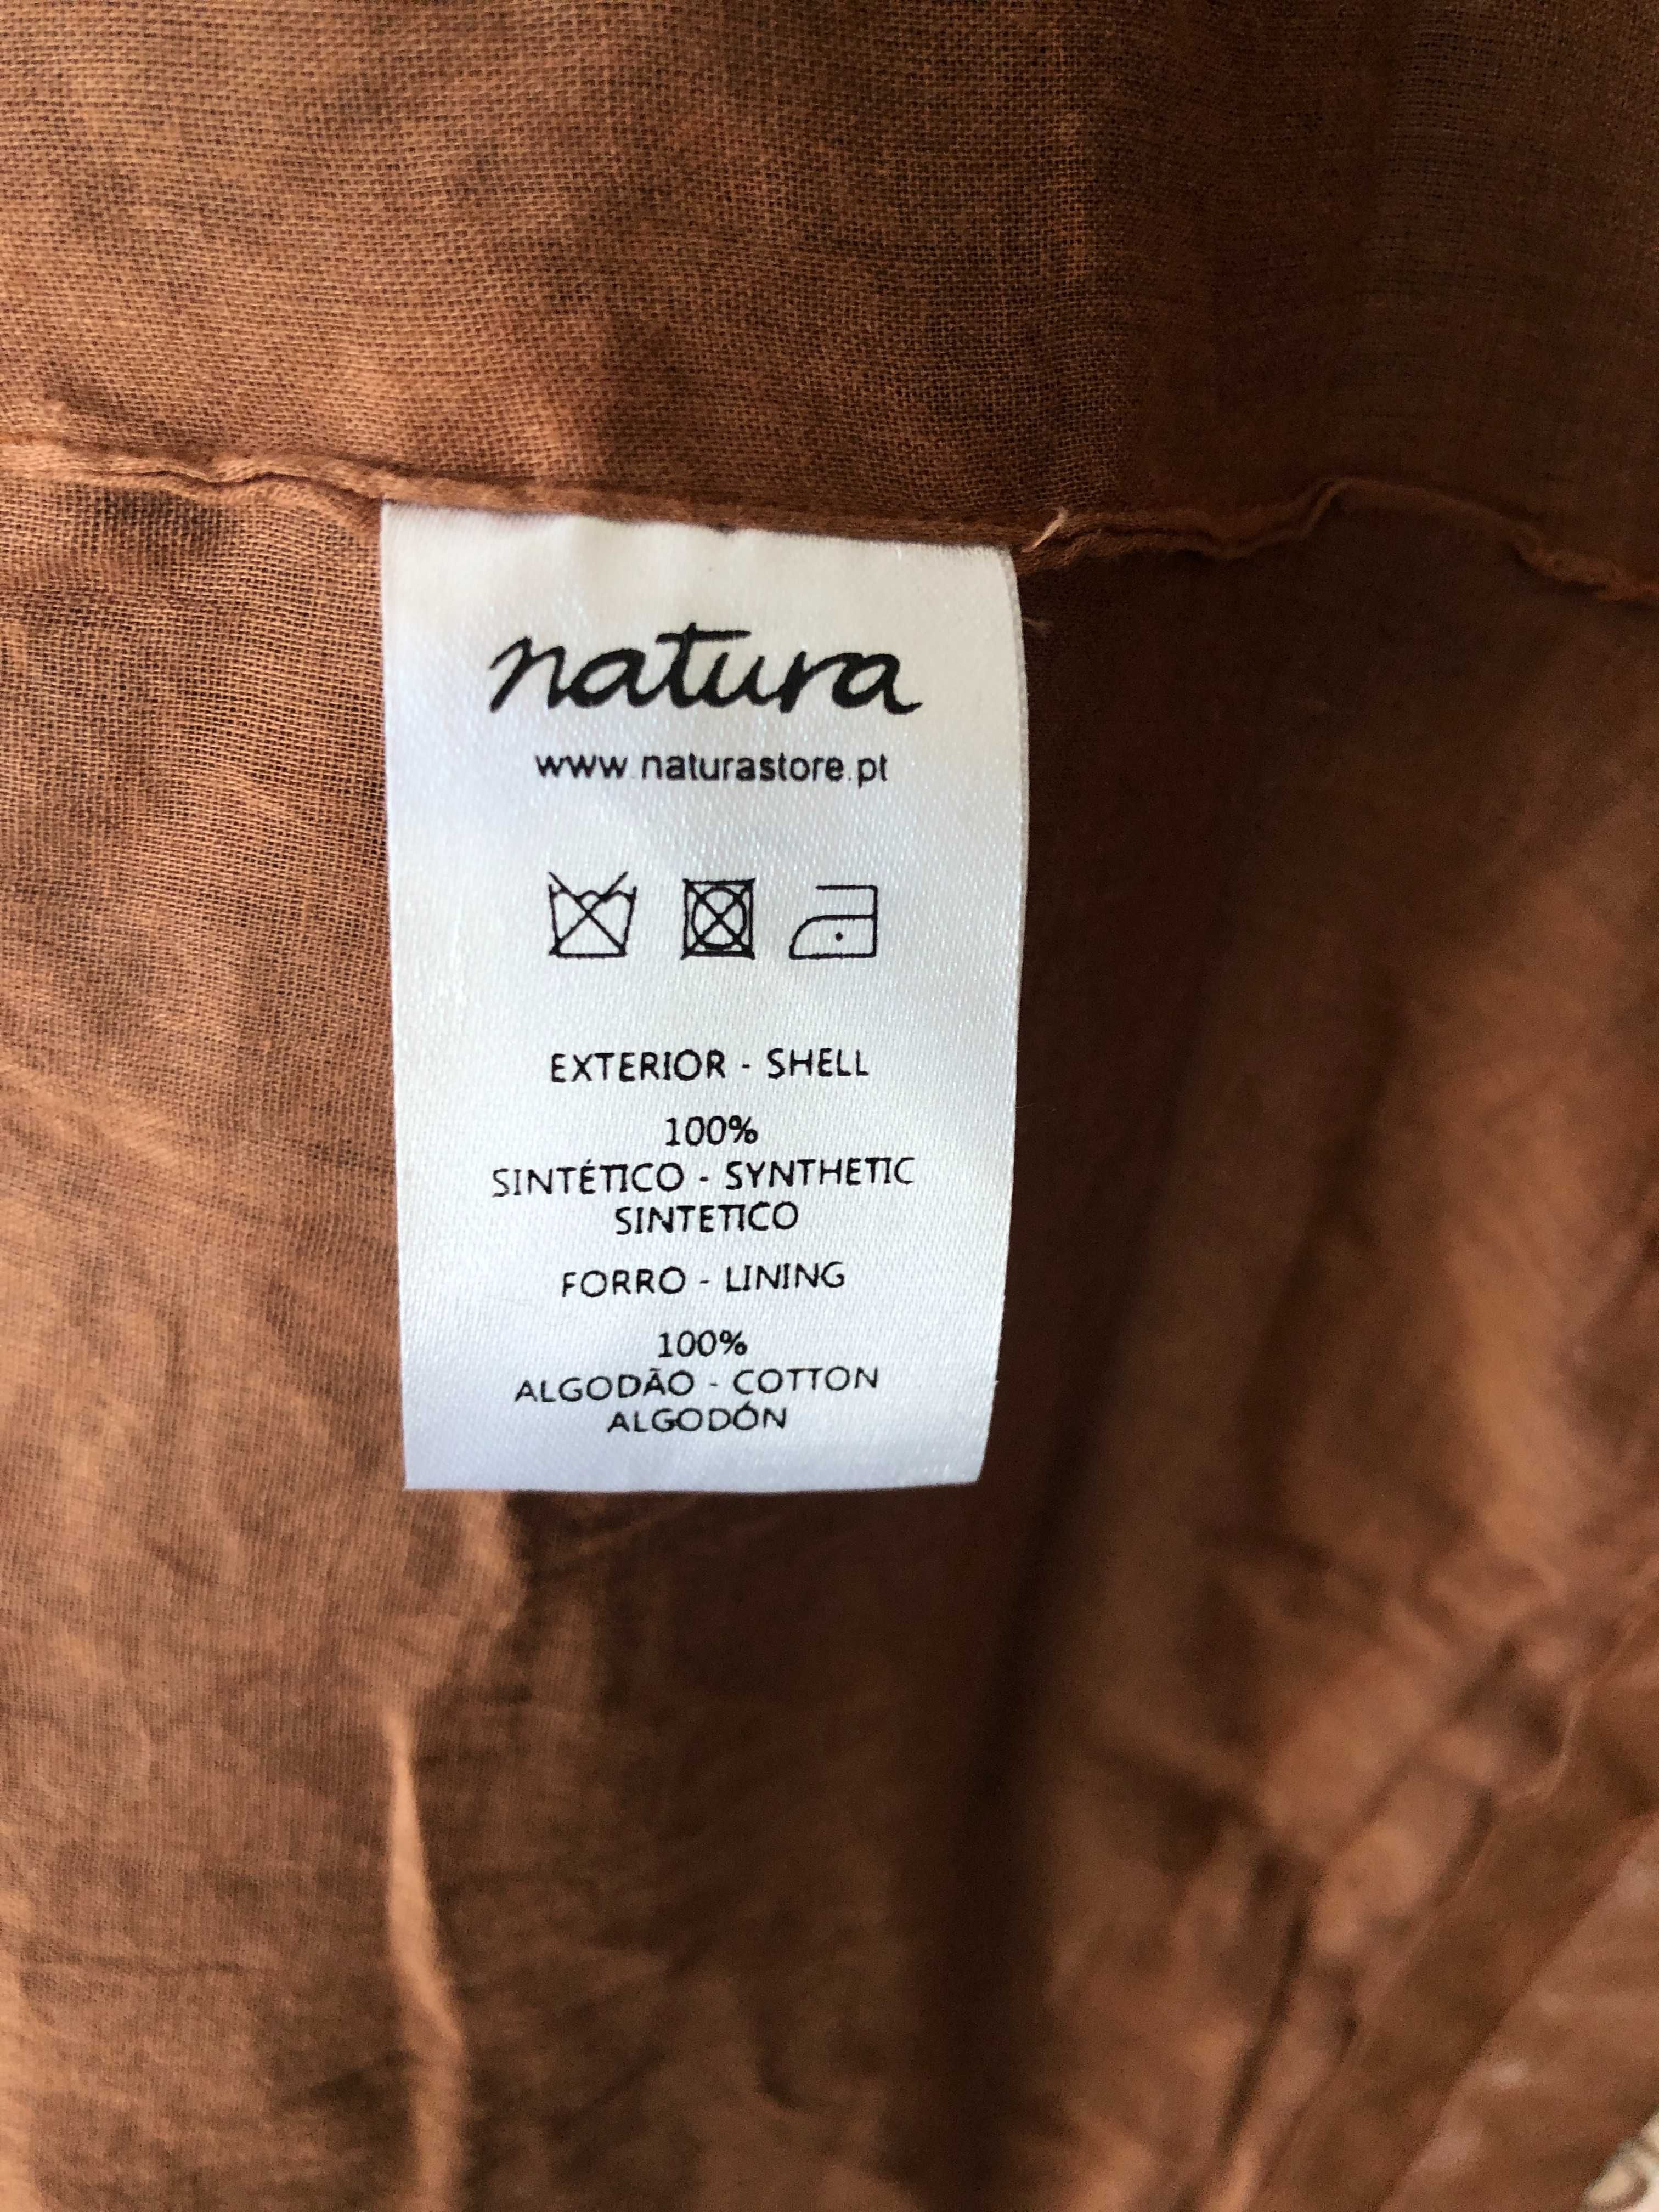 natura
www.naturastore.pt
EXTERIOR - SHELL
100%
SINTÉTICO - SYNTHETIC
SINTETICO
FORRO - LINING
100%
ALGODÃO - COTTON
ALGODÓN